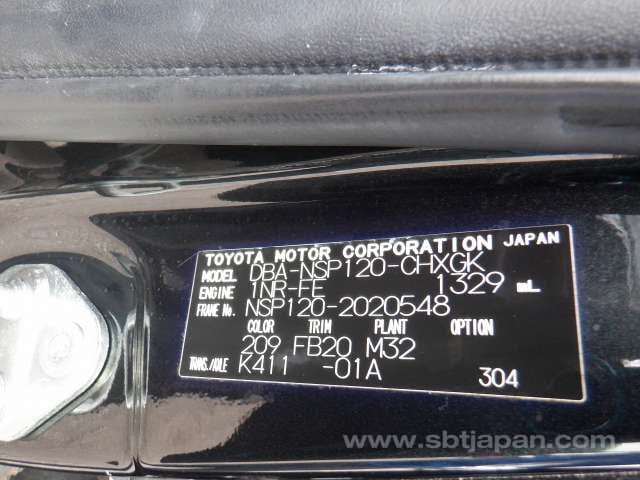 TOYOTA MOTOR CORPORATION JAPAN
MODEL DBA-NSP120-CHXGK
ENGINE 1NR-FE 1329 mL
FRAME No. NSP120-2020548
COLOR TRIM PLANT OPTION
209 FB20 M32
TRANS./AXLE K411 -01A
304
www.sbtjapan.com